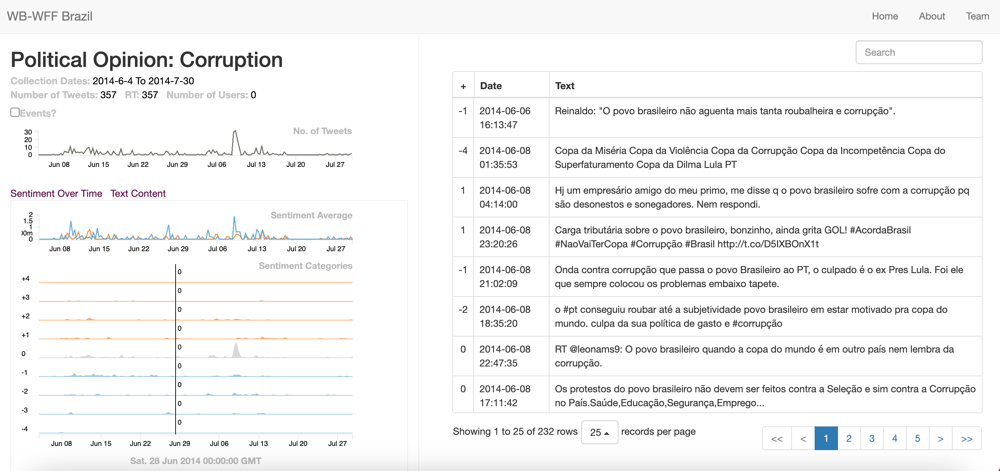 WB-WFF Brazil
Home About Team
Political Opinion: Corruption
Collection Dates: 2014-6-4 To 2014-7-30
Number of Tweets: 357 RT: 357 Number of Users: 0
Events?
No. of Tweets
30
20
10
0
Jun 08 Jun 15 Jun 22 Jun 29 Jul 06 Jul 13 Jul 20 Jul 27
Sentiment Over Time Text Content
Sentiment Average
2
1.5
1
00m
0
Jun 08 Jun 15 Jun 22 Jun 29 Jul 06 Jul 13 Jul 20 Jul 27
Sentiment Categories
0
+4
0
+3
0
+2
0
+1
0
0
0
-1
0
-2
0
-3
0
-4
Jun 08 Jun 15 Jun 22 Jun 29 Jul 06 Jul 13 Jul 20 Jul 27
Sat. 28 Jun 2014 00:00:00 GMT
Search
+ Date Text
-1 2014-06-06 Reinaldo: "O povo brasileiro não aguenta mais tanta roubalheira e corrupção".
16:13:47
-4 2014-06-08 Copa da Miséria Copa da Violência Copa da Corrupção Copa da Incompetência Copa do
01:35:53 Superfaturamento Copa da Dilma Lula PT
1 2014-06-08 Hj um empresário amigo do meu primo, me disse q o povo brasileiro sofre com a corrupção pq
04:14:00 são desonestos e sonegadores. Nem respondi.
1 2014-06-08 Carga tributária sobre o povo brasileiro, bonzinho, ainda grita GOL! #AcordaBrasil
23:20:26 #NaoVaiTerCopa #Corrupção #Brasil http://t.co/D5IXBOnX1t
-1 2014-06-08 Onda contra corrupção que passa o povo Brasileiro ao PT, o culpado é o ex Pres Lula. Foi ele
21:02:09 que sempre colocou os problemas embaixo tapete.
-2 2014-06-08 o #pt conseguiu roubar até a subjetividade povo brasileiro em estar motivado pra copa do
18:35:20 mundo. culpa da sua política de gasto e #corrupção
0 2014-06-08 RT @leonams9: O povo brasileiro quando a copa do mundo é em outro país nem lembra da
22:47:35 corrupção.
0 2014-06-08 Os protestos do povo brasileiro não devem ser feitos contra a Seleção e sim contra a Corrupção
17:11:42 no País.Saúde,Educação,Segurança,Emprego...
Showing 1 to 25 of 232 rows 25 records per page
<< < 1 2 3 4 5 > >>